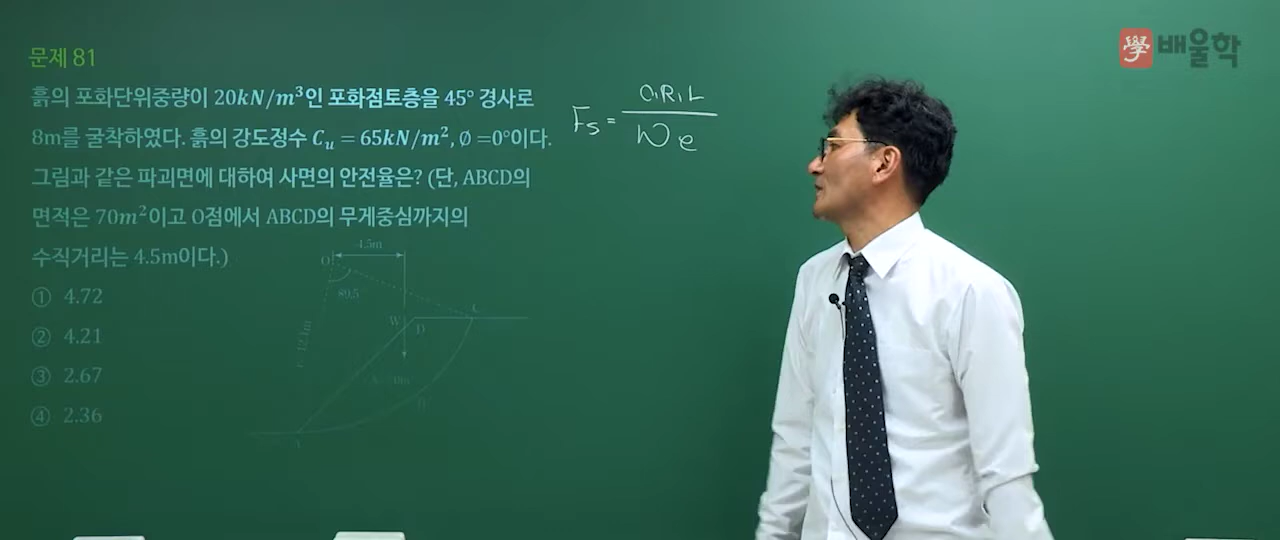 學 배울학
문제 81
흙의 포화단위중량이 20kN/m³인 포화점토층을 45° 경사로
8m를 굴착하였다. 흙의 강도정수 Cᵤ = 65kN/m², ∅ =0°이다.
그림과 같은 파괴면에 대하여 사면의 안전율은? (단, ABCD의
면적은 70m²이고 O점에서 ABCD의 무게중심까지의
수직거리는 4.5m이다.)
① 4.72
② 4.21
③ 2.67
④ 2.36
4.5m
O
89.5
W
D
C
12.1m
Fs =
W e